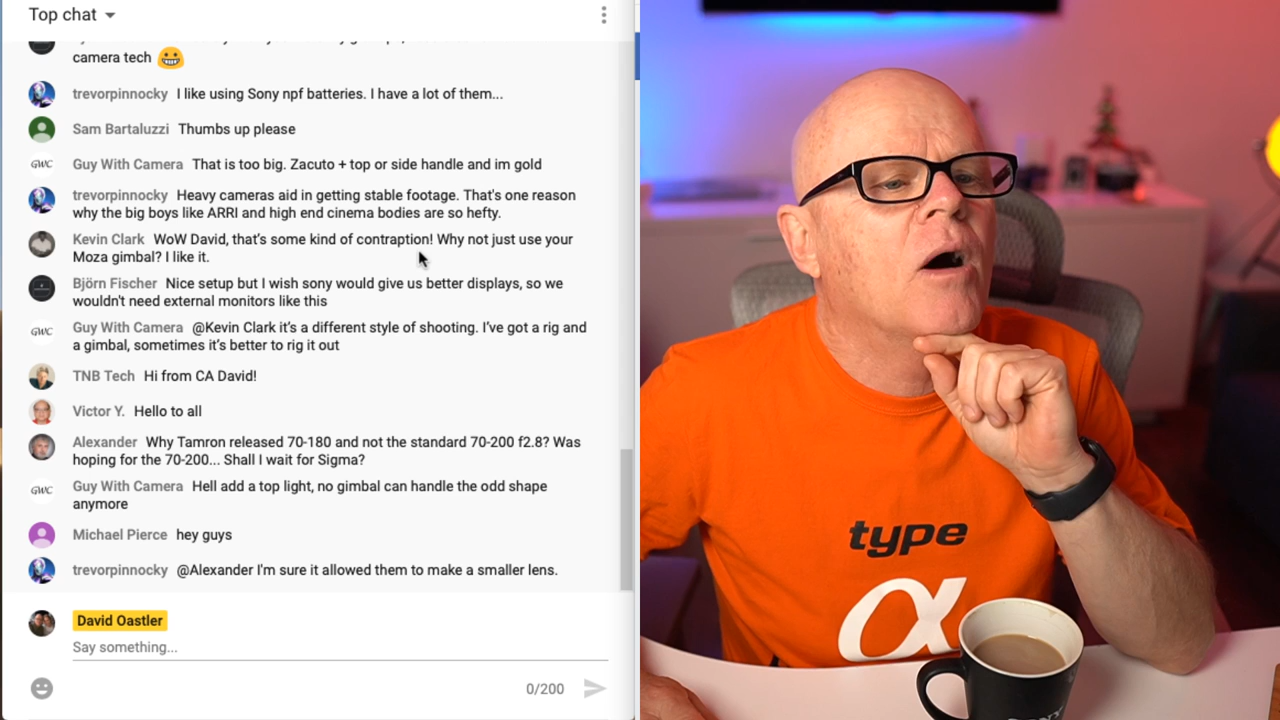 Top chat
camera tech
trevorpinnocky I like using Sony npf batteries. I have a lot of them...
Sam Bartaluzzi Thumbs up please
GWC Guy With Camera That is too big. Zacuto + top or side handle and im gold
trevorpinnocky Heavy cameras aid in getting stable footage. That's one reason
why the big boys like ARRI and high end cinema bodies are so hefty.
Kevin Clark WoW David, that's some kind of contraption! Why not just use your
Moza gimbal? I like it.
Björn Fischer Nice setup but I wish sony would give us better displays, so we
wouldn't need external monitors like this
GWC Guy With Camera @Kevin Clark it's a different style of shooting. I've got a rig and
a gimbal, sometimes it's better to rig it out
TNB Tech Hi from CA David!
Victor Y. Hello to all
Alexander Why Tamron released 70-180 and not the standard 70-200 f2.8? Was
hoping for the 70-200... Shall I wait for Sigma?
GWC Guy With Camera Hell add a top light, no gimbal can handle the odd shape
anymore
Michael Pierce hey guys
trevorpinnocky @Alexander I'm sure it allowed them to make a smaller lens.
David Oastler
Say something...
0/200
type
α